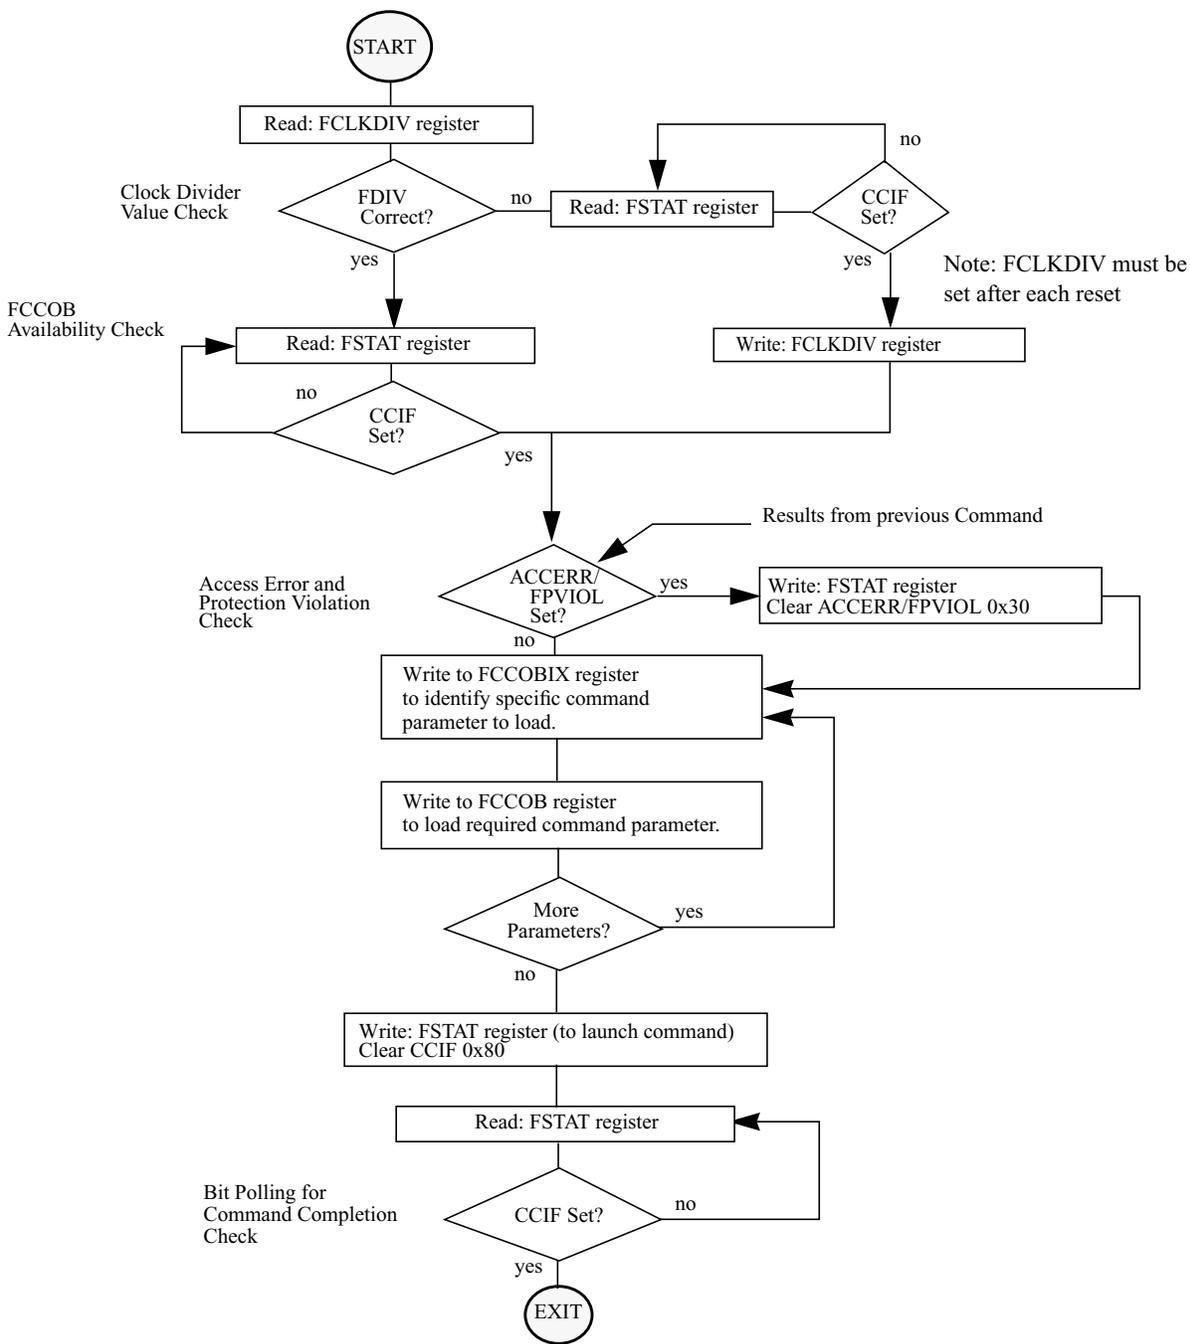 START
Read: FCLKDIV register
no
Clock Divider
Value Check
FDIV
Correct?
no
Read: FSTAT register
CCIF
Set?
yes
yes
Note: FCLKDIV must be
set after each reset
FCCOB
Availability Check
Read: FSTAT register
Write: FCLKDIV register
no
CCIF
Set?
yes
Results from previous Command
Access Error and
Protection Violation
Check
ACCERR/
FPVIOL
Set?
yes
Write: FSTAT register
Clear ACCERR/FPVIOL 0x30
no
Write to FCCOBIX register
to identify specific command
parameter to load.
Write to FCCOB register
to load required command parameter.
More
Parameters?
yes
no
Write: FSTAT register (to launch command)
Clear CCIF 0x80
Read: FSTAT register
Bit Polling for
Command Completion
Check
CCIF Set?
no
yes
EXIT